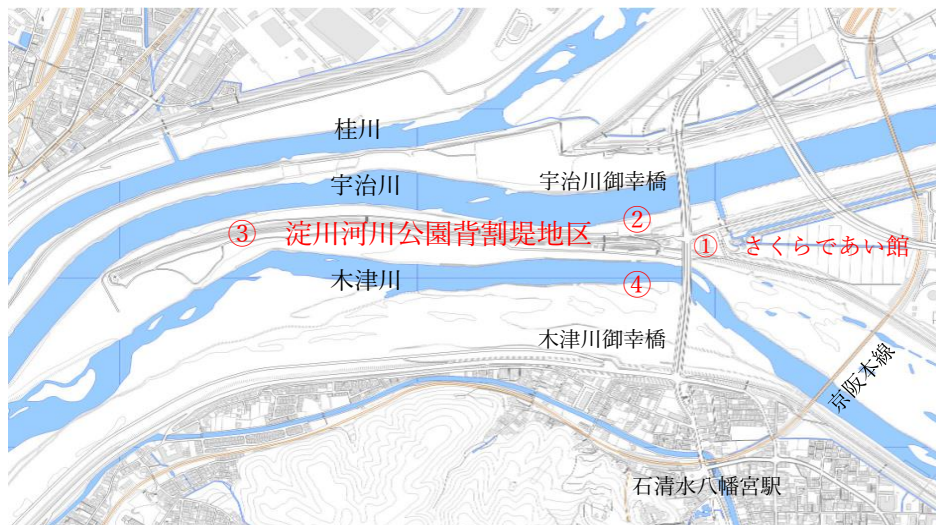 桂川
宇治川
宇治川御幸橋
②
③ 淀川河川公園背割堤地区
① さくらであい館
木津川
④
木津川御幸橋
京阪本線
石清水八幡宮駅